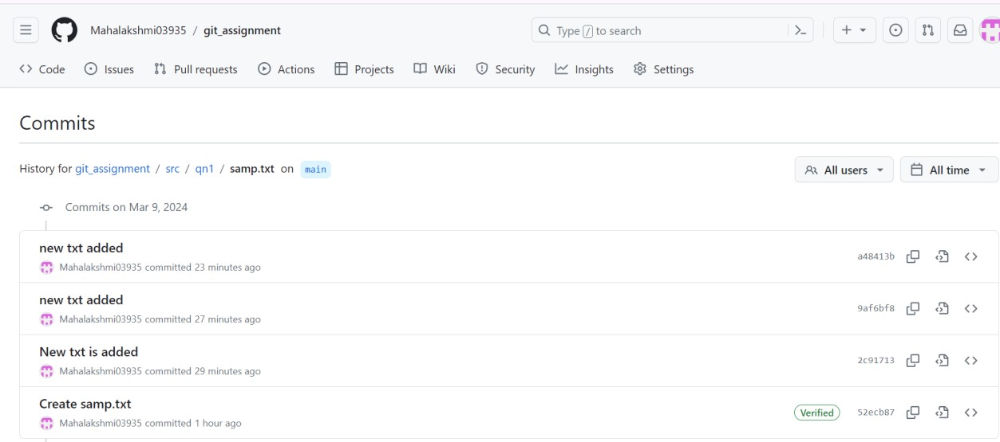 Mahalakshmi03935 / git_assignment
Type / to search
Code Issues Pull requests Actions Projects Wiki Security Insights Settings
Commits
History for git_assignment / src / qn1 / samp.txt on main
All users All time
Commits on Mar 9, 2024
new txt added
Mahalakshmi03935 committed 23 minutes ago
a48413b
new txt added
Mahalakshmi03935 committed 27 minutes ago
9af6bf8
New txt is added
Mahalakshmi03935 committed 29 minutes ago
2c91713
Create samp.txt
Mahalakshmi03935 committed 1 hour ago
Verified 52ecb87